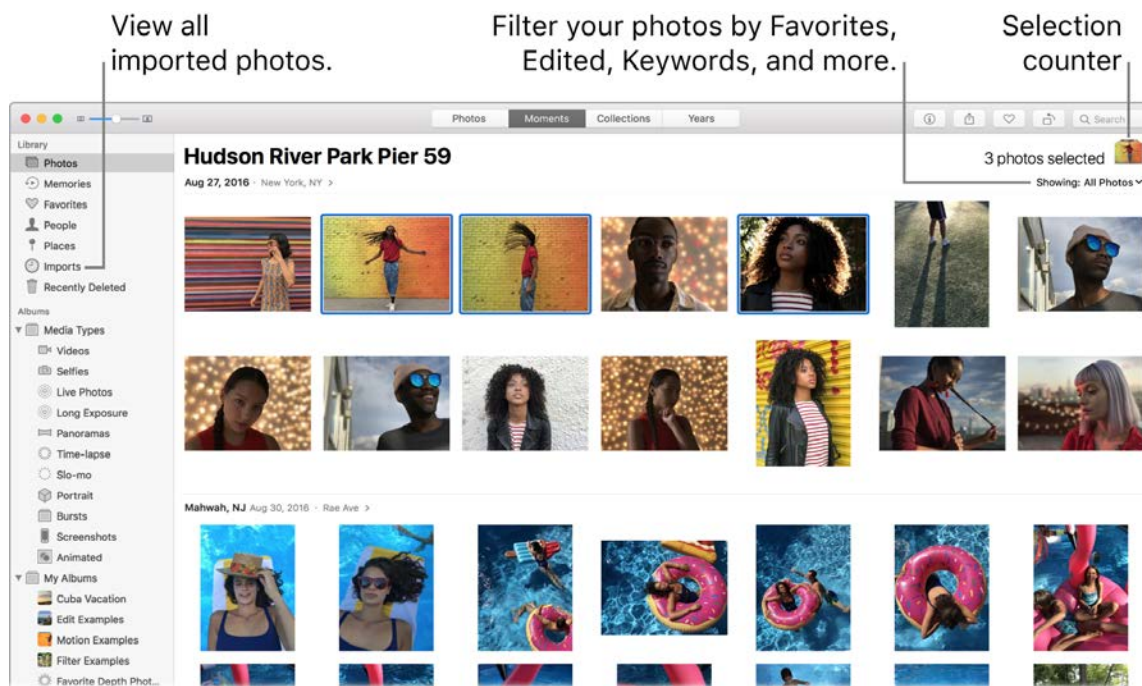 View all
imported photos.
Filter your photos by Favorites,
Edited, Keywords, and more.
Selection
counter
Photos Moments Collections Years
Search
Library
Photos
Memories
Favorites
People
Places
Imports
Recently Deleted
Albums
Media Types
Videos
Selfies
Live Photos
Long Exposure
Panoramas
Time-lapse
Slo-mo
Portrait
Bursts
Screenshots
Animated
My Albums
Cuba Vacation
Edit Examples
Motion Examples
Filter Examples
Favorite Depth Phot...
Hudson River Park Pier 59
3 photos selected
Aug 27, 2016 · New York, NY >
Showing: All Photos
Mahwah, NJ Aug 30, 2016 · Rae Ave >